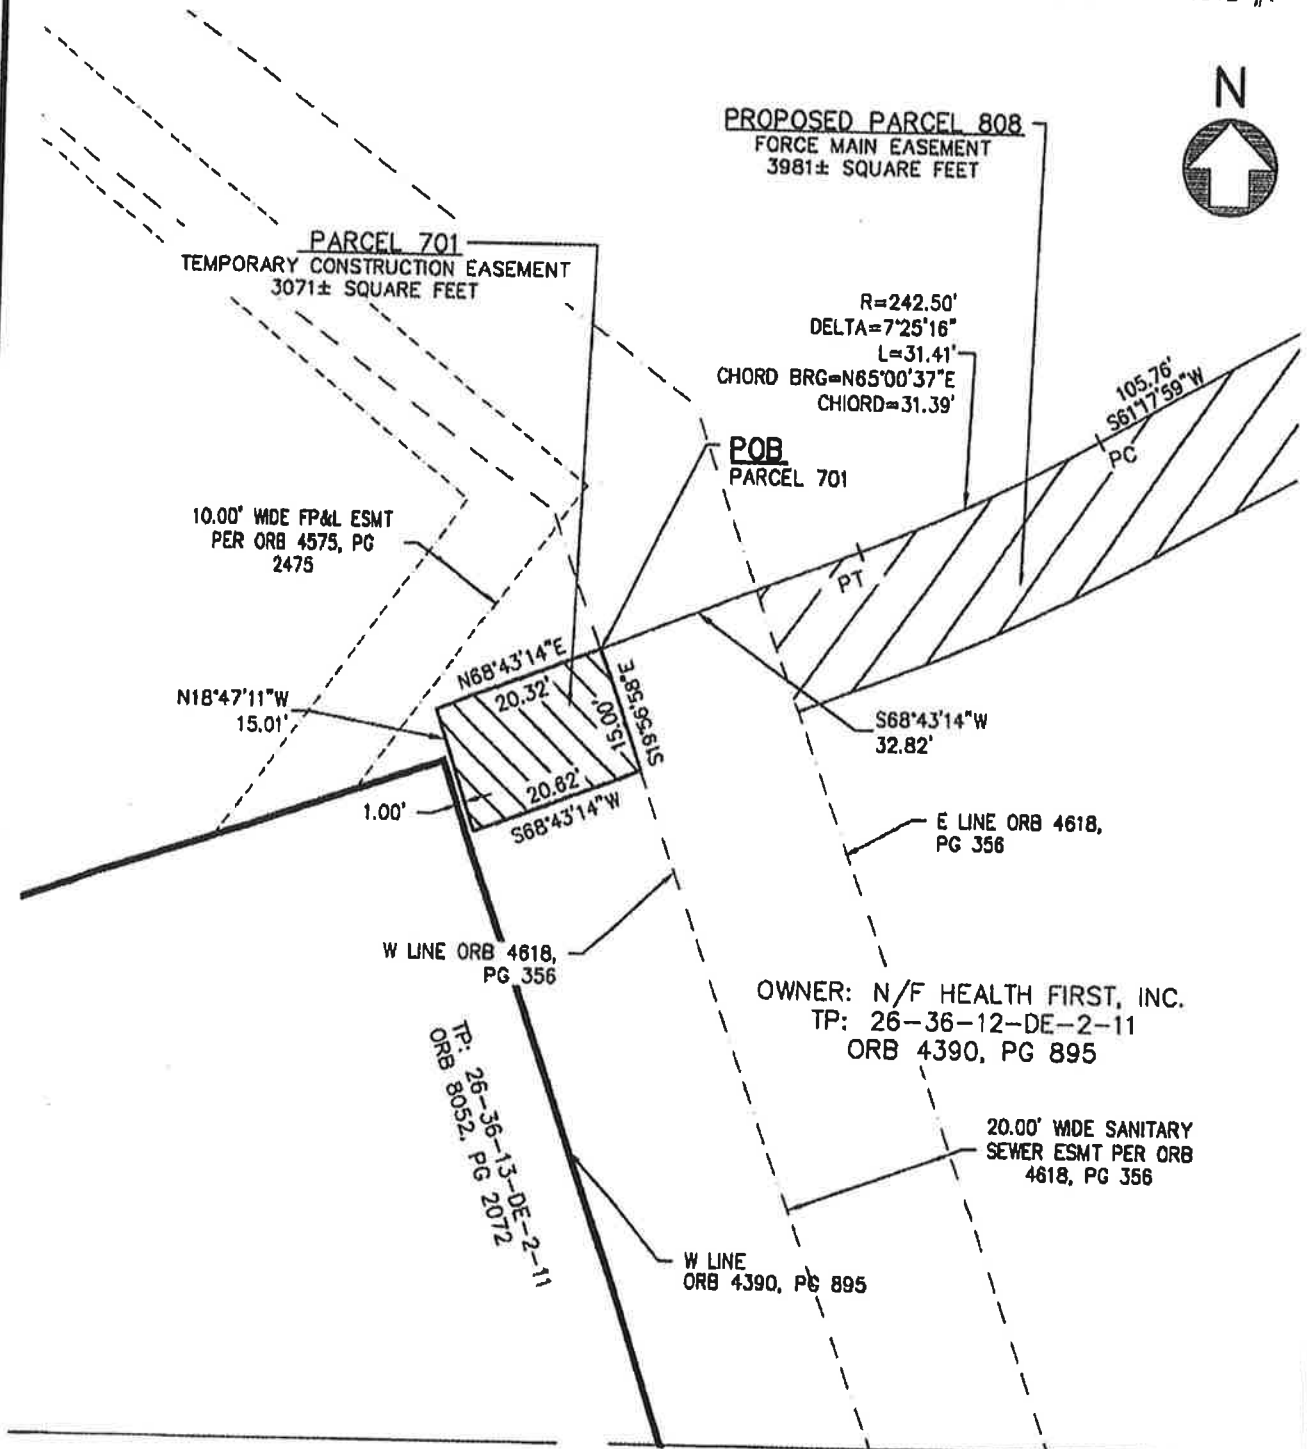 N
PROPOSED PARCEL 808
FORCE MAIN EASEMENT
3981± SQUARE FEET
PARCEL 701
TEMPORARY CONSTRUCTION EASEMENT
3071± SQUARE FEET
R=242.50'
DELTA=7°25'16"
L=31.41'
CHORD BRG=N65°00'37"E
CHIORD=31.39'
105.76'
S61°17'59"W
PC
POB
PARCEL 701
10.00' WIDE FP&L ESMT
PER ORB 4575, PG
2475
PT
N68°43'14"E
20.32'
N18°47'11"W
15.01'
S19°56'58"E
15.00'
S68°43'14"W
32.82'
20.62'
S68°43'14"W
1.00'
E LINE ORB 4618,
PG 356
W LINE ORB 4618,
PG 356
OWNER: N/F HEALTH FIRST, INC.
TP: 26-36-12-DE-2-11
ORB 4390, PG 895
TP: 26-36-13-DE-2-11
ORB 8052, PG 2072
20.00' WIDE SANITARY
SEWER ESMT PER ORB
4618, PG 356
W LINE
ORB 4390, PG 895